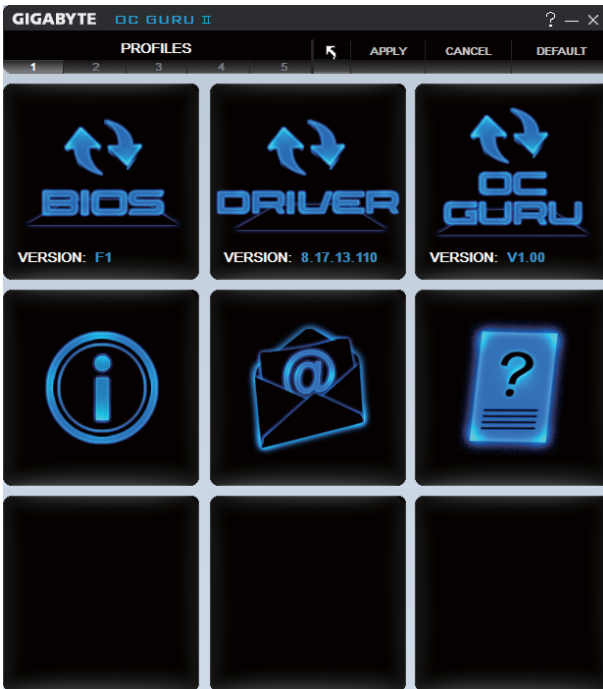 GIGABYTE OC GURU II ? — ×
PROFILES APPLY CANCEL DEFAULT
1 2 3 4 5
BIOS DRIVER OC GURU
VERSION: F1 VERSION: 8.17.13.110 VERSION: V1.00
i @ ?